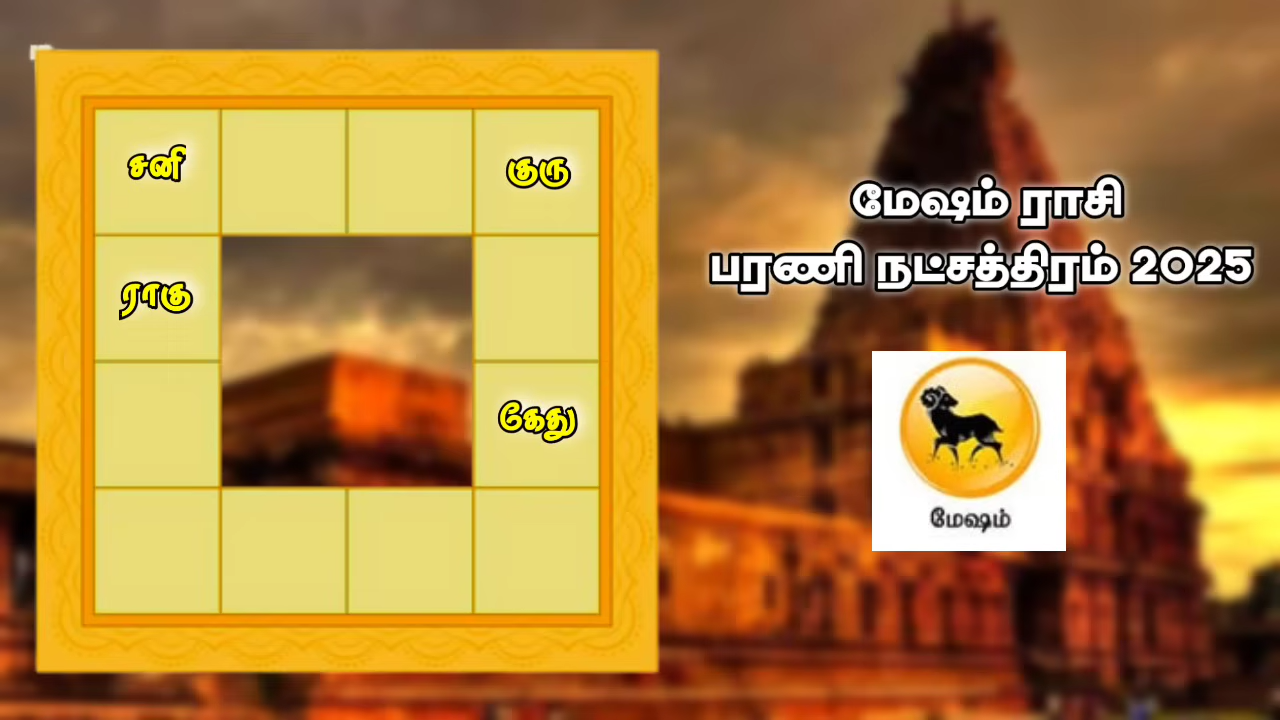 சனி
குரு
ராகு
கேது
மேஷம் ராசி
பரணி நட்சத்திரம் 2025
மேஷம்